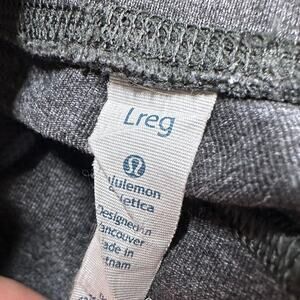 Lreg
lululemon
athletica
Designed in
Vancouver
Made in
Vietnam